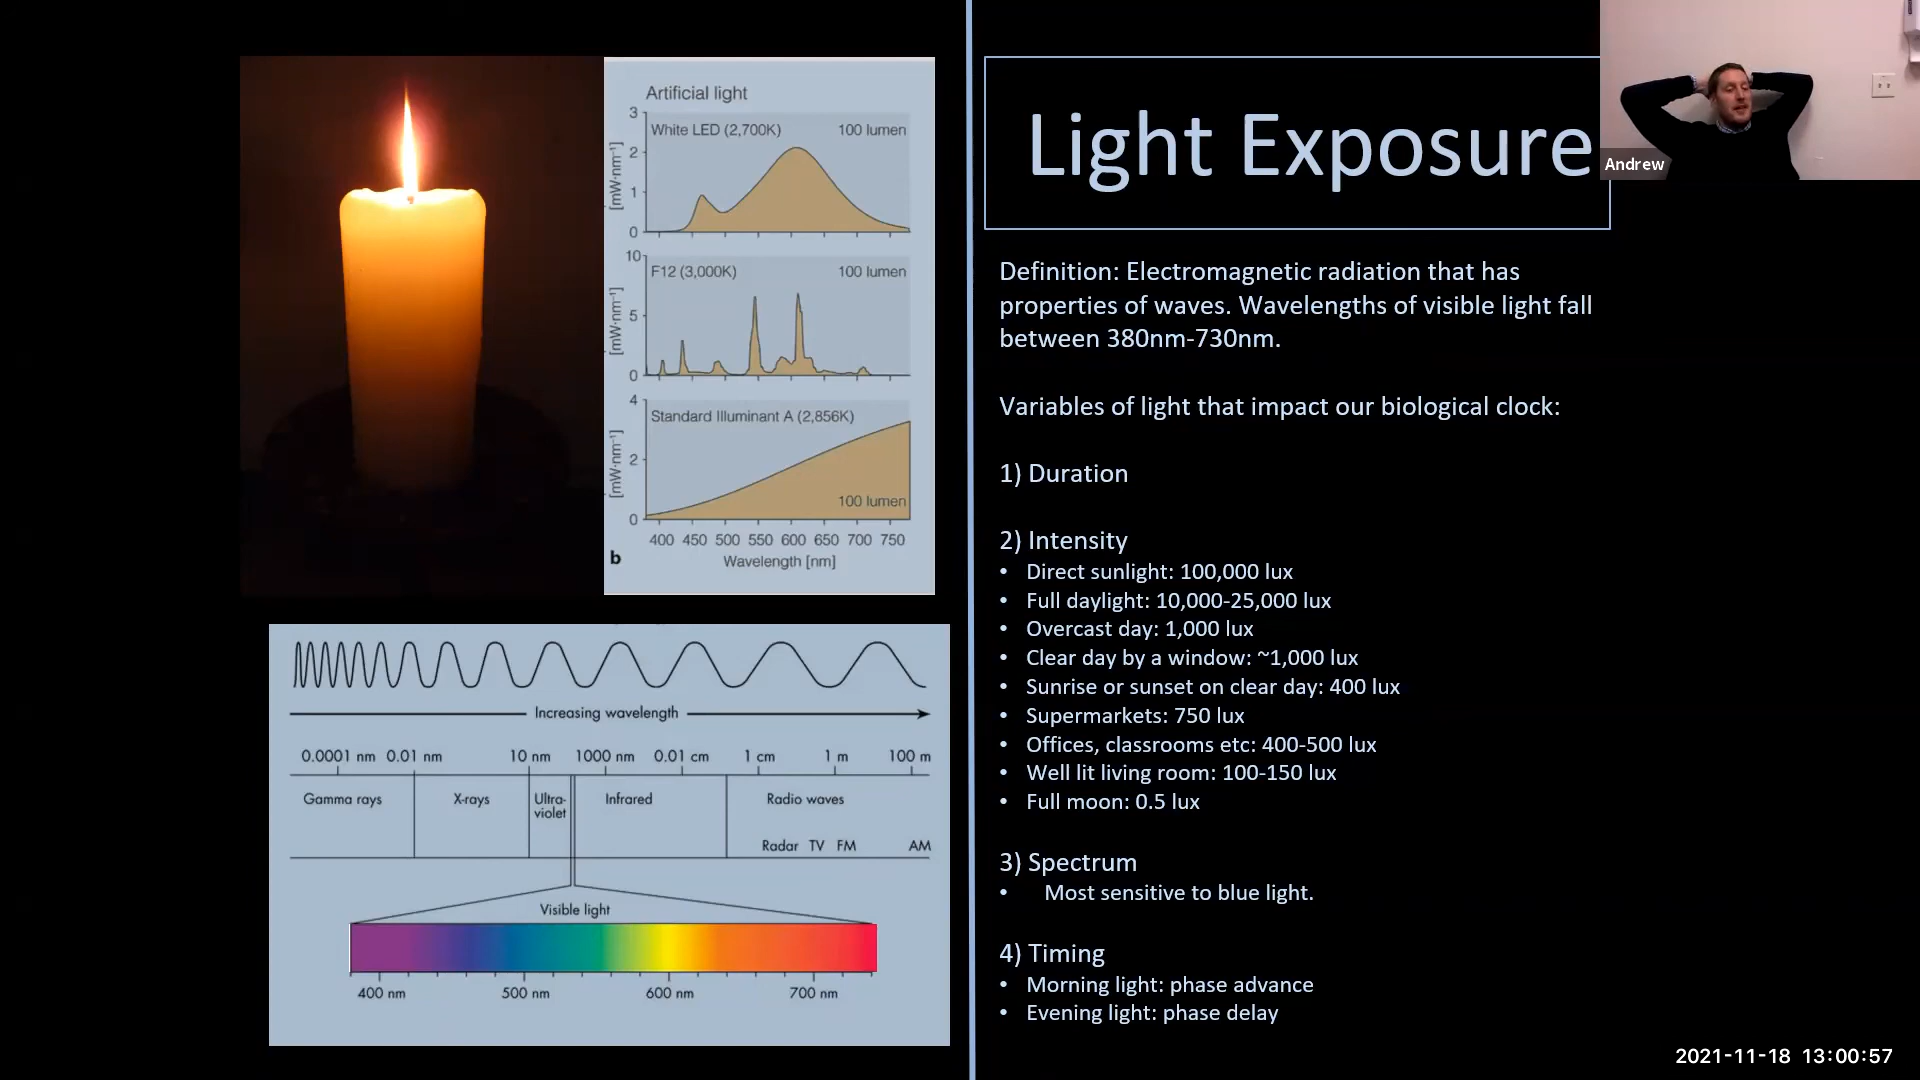 Artificial light
3
White LED (2,700K) 100 lumen
2
1
0
[mW·nm⁻¹]
10
F12 (3,000K) 100 lumen
5
0
[mW·nm⁻¹]
4
Standard Illuminant A (2,856K)
2
100 lumen
0
[mW·nm⁻¹]
400 450 500 550 600 650 700 750
b
Wavelength [nm]
Increasing wavelength
0.0001 nm 0.01 nm 10 nm 1000 nm 0.01 cm 1 cm 1 m 100 m
Gamma rays X-rays Ultra- Infrared Radio waves
violet
Radar TV FM AM
Visible light
400 nm 500 nm 600 nm 700 nm
Light Exposure
Andrew
Definition: Electromagnetic radiation that has
properties of waves. Wavelengths of visible light fall
between 380nm-730nm.
Variables of light that impact our biological clock:
1) Duration
2) Intensity
• Direct sunlight: 100,000 lux
• Full daylight: 10,000-25,000 lux
• Overcast day: 1,000 lux
• Clear day by a window: ~1,000 lux
• Sunrise or sunset on clear day: 400 lux
• Supermarkets: 750 lux
• Offices, classrooms etc: 400-500 lux
• Well lit living room: 100-150 lux
• Full moon: 0.5 lux
3) Spectrum
• Most sensitive to blue light.
4) Timing
• Morning light: phase advance
• Evening light: phase delay
2021-11-18 13:00:57